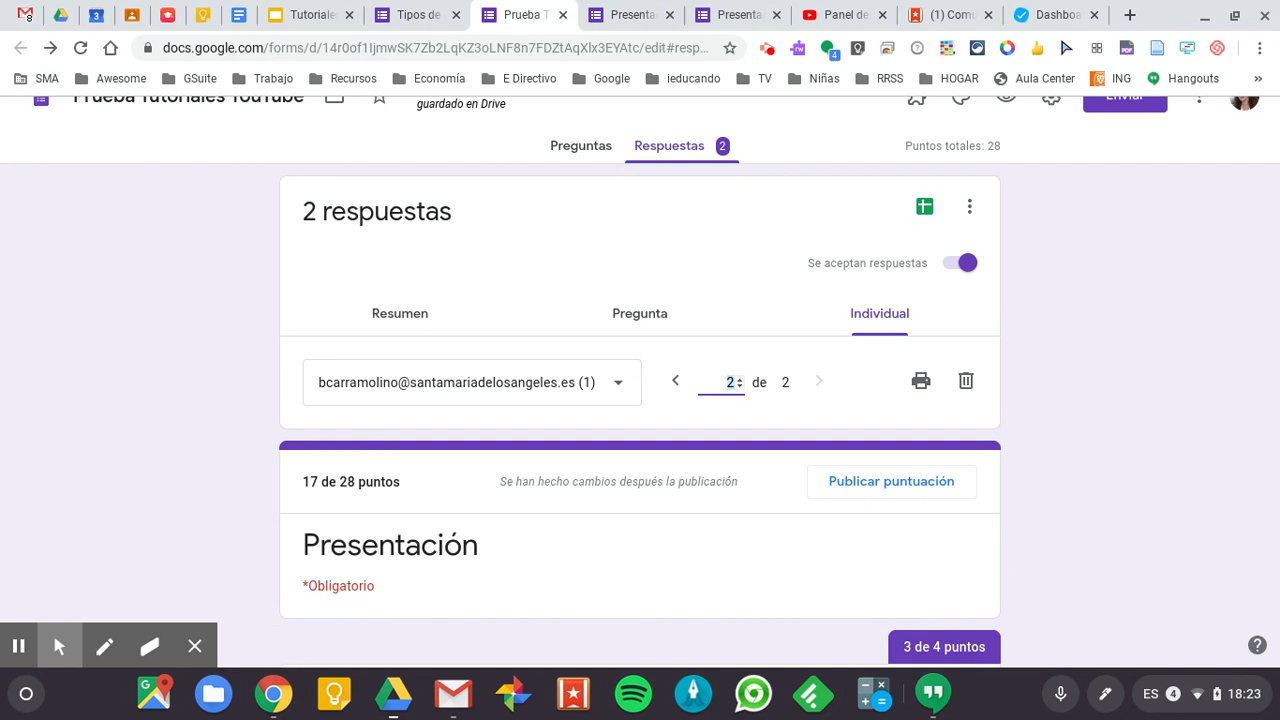 Tutoriale
Tipos de
Prueba T
Presenta
Presenta
Panel de
(1) Comu
Dashboa
docs.google.com/forms/d/14r0of1IjmwSK7Zb2LqKZ3oLNF8n7FDZtAqXlx3EYAtc/edit#resp...
4
SMA
Awesome
GSuite
Trabajo
Recursos
Economía
E Directivo
Google
ieducando
TV
Niñas
RRSS
HOGAR
Aula Center
ING
Hangouts
»
Prueba Tutoriales YouTube
guardado en Drive
Enviar
Preguntas
Respuestas 2
Puntos totales: 28
2 respuestas
Se aceptan respuestas
Resumen
Pregunta
Individual
bcarramolino@santamariadelosangeles.es (1)
2 de 2
17 de 28 puntos
Se han hecho cambios después la publicación
Publicar puntuación
Presentación
*Obligatorio
3 de 4 puntos
ES 4 18:23